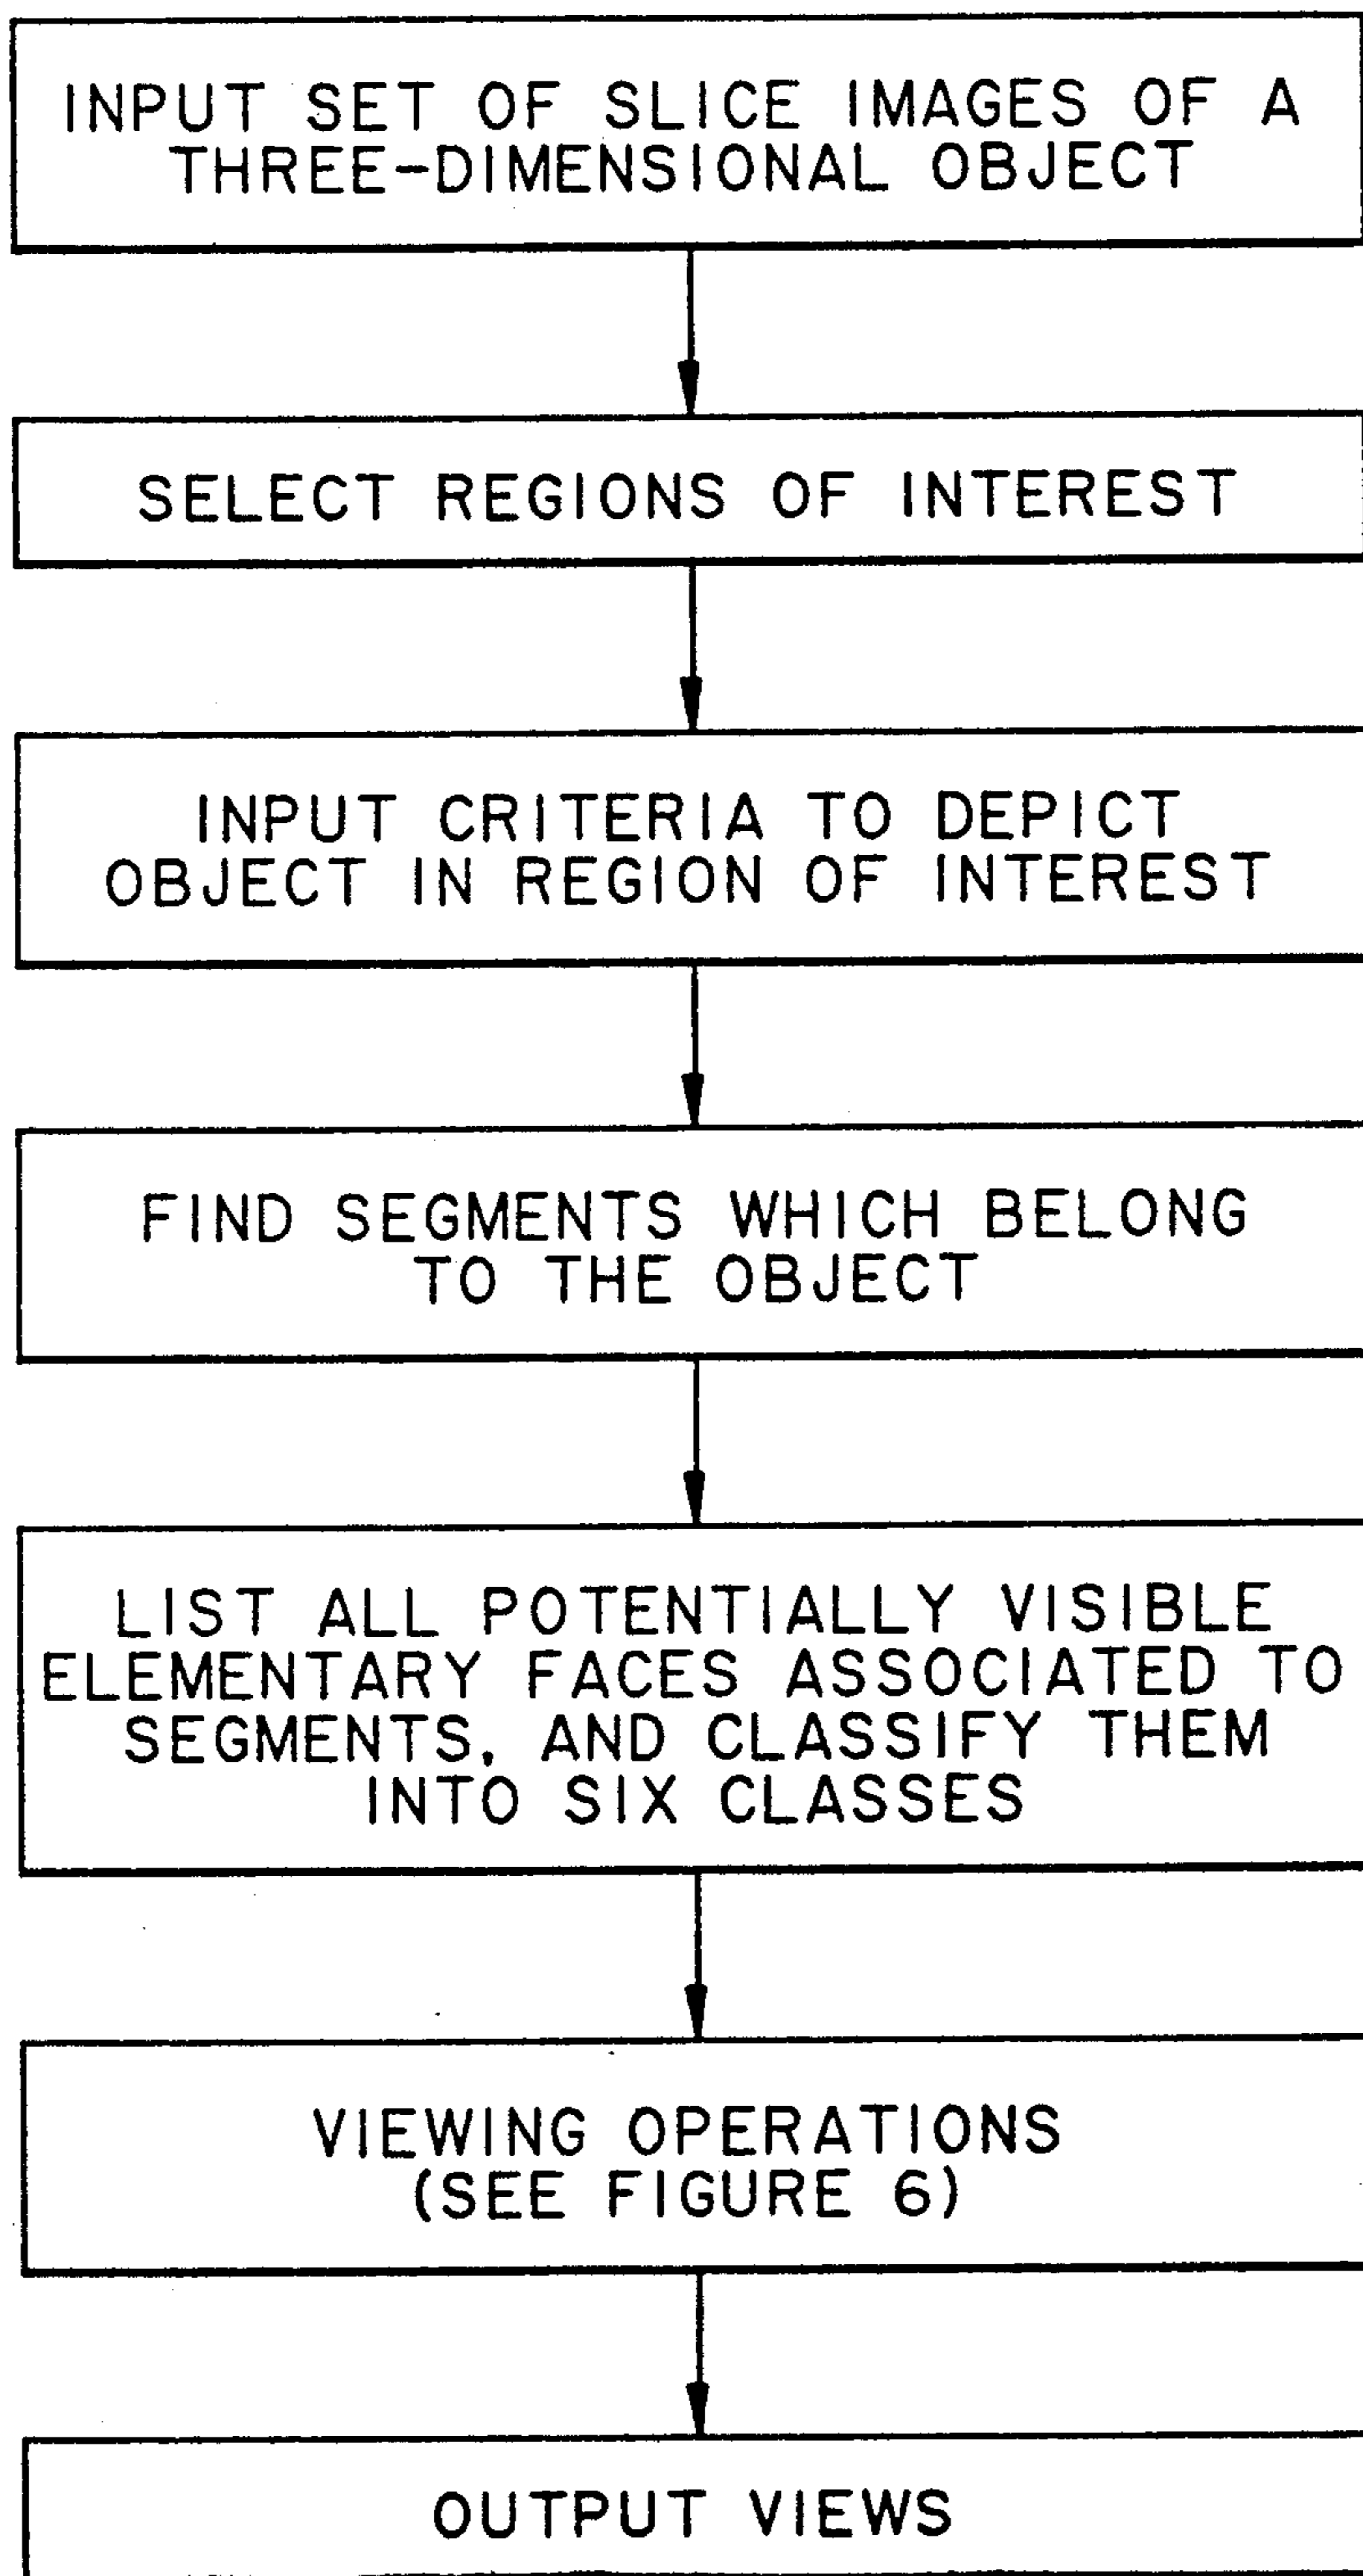 INPUT SET OF SLICE IMAGES OF A
THREE-DIMENSIONAL OBJECT
SELECT REGIONS OF INTEREST
INPUT CRITERIA TO DEPICT
OBJECT IN REGION OF INTEREST
FIND SEGMENTS WHICH BELONG
TO THE OBJECT
LIST ALL POTENTIALLY VISIBLE
ELEMENTARY FACES ASSOCIATED TO
SEGMENTS, AND CLASSIFY THEM
INTO SIX CLASSES
VIEWING OPERATIONS
(SEE FIGURE 6)
OUTPUT VIEWS